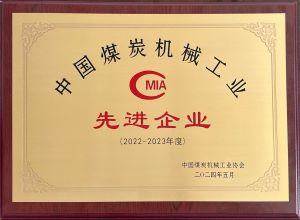 中国煤炭机械工业
CMIA
先进企业
(2022-2023年度)
中国煤炭机械工业协会
二〇二四年五月